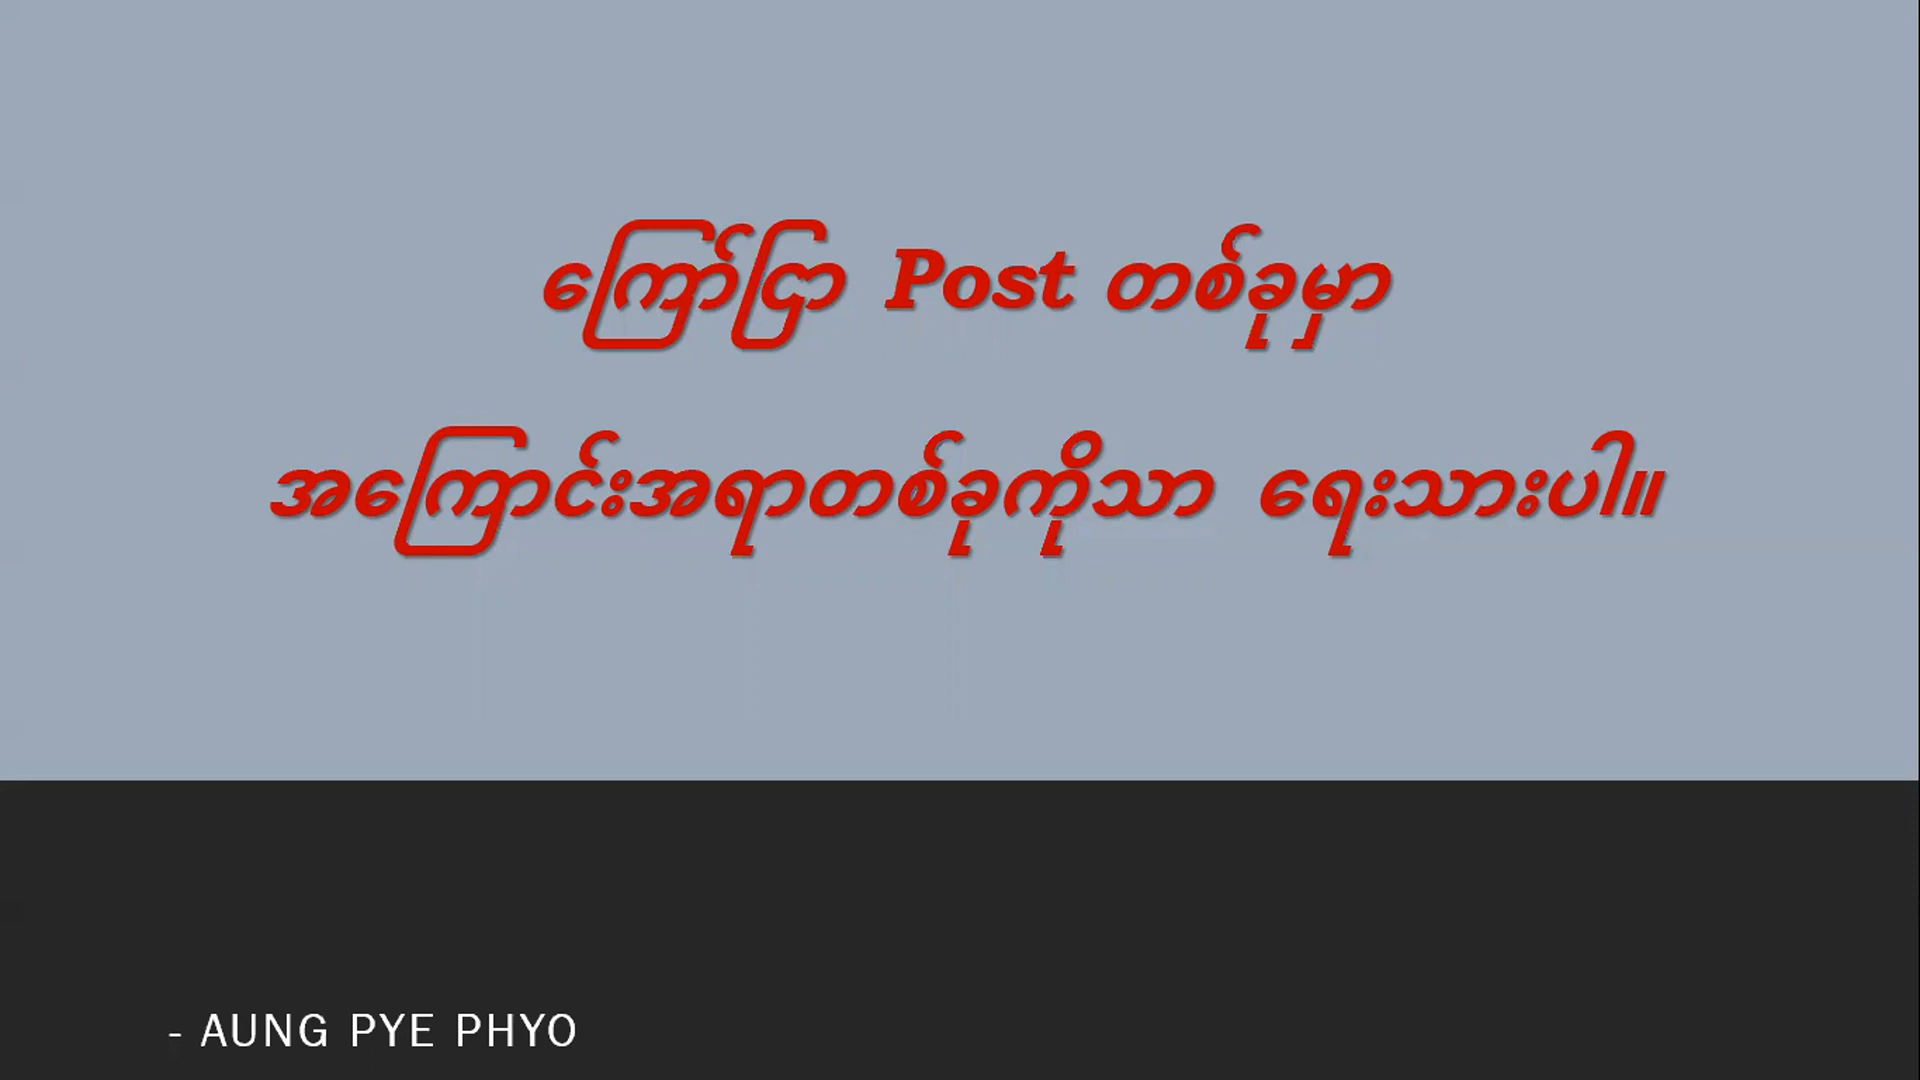 ကြော်ငြာ Post တစ်ခုမှာ
အကြောင်းအရာတစ်ခုကိုသာ ရေးသားပါ။
- AUNG PYE PHYO